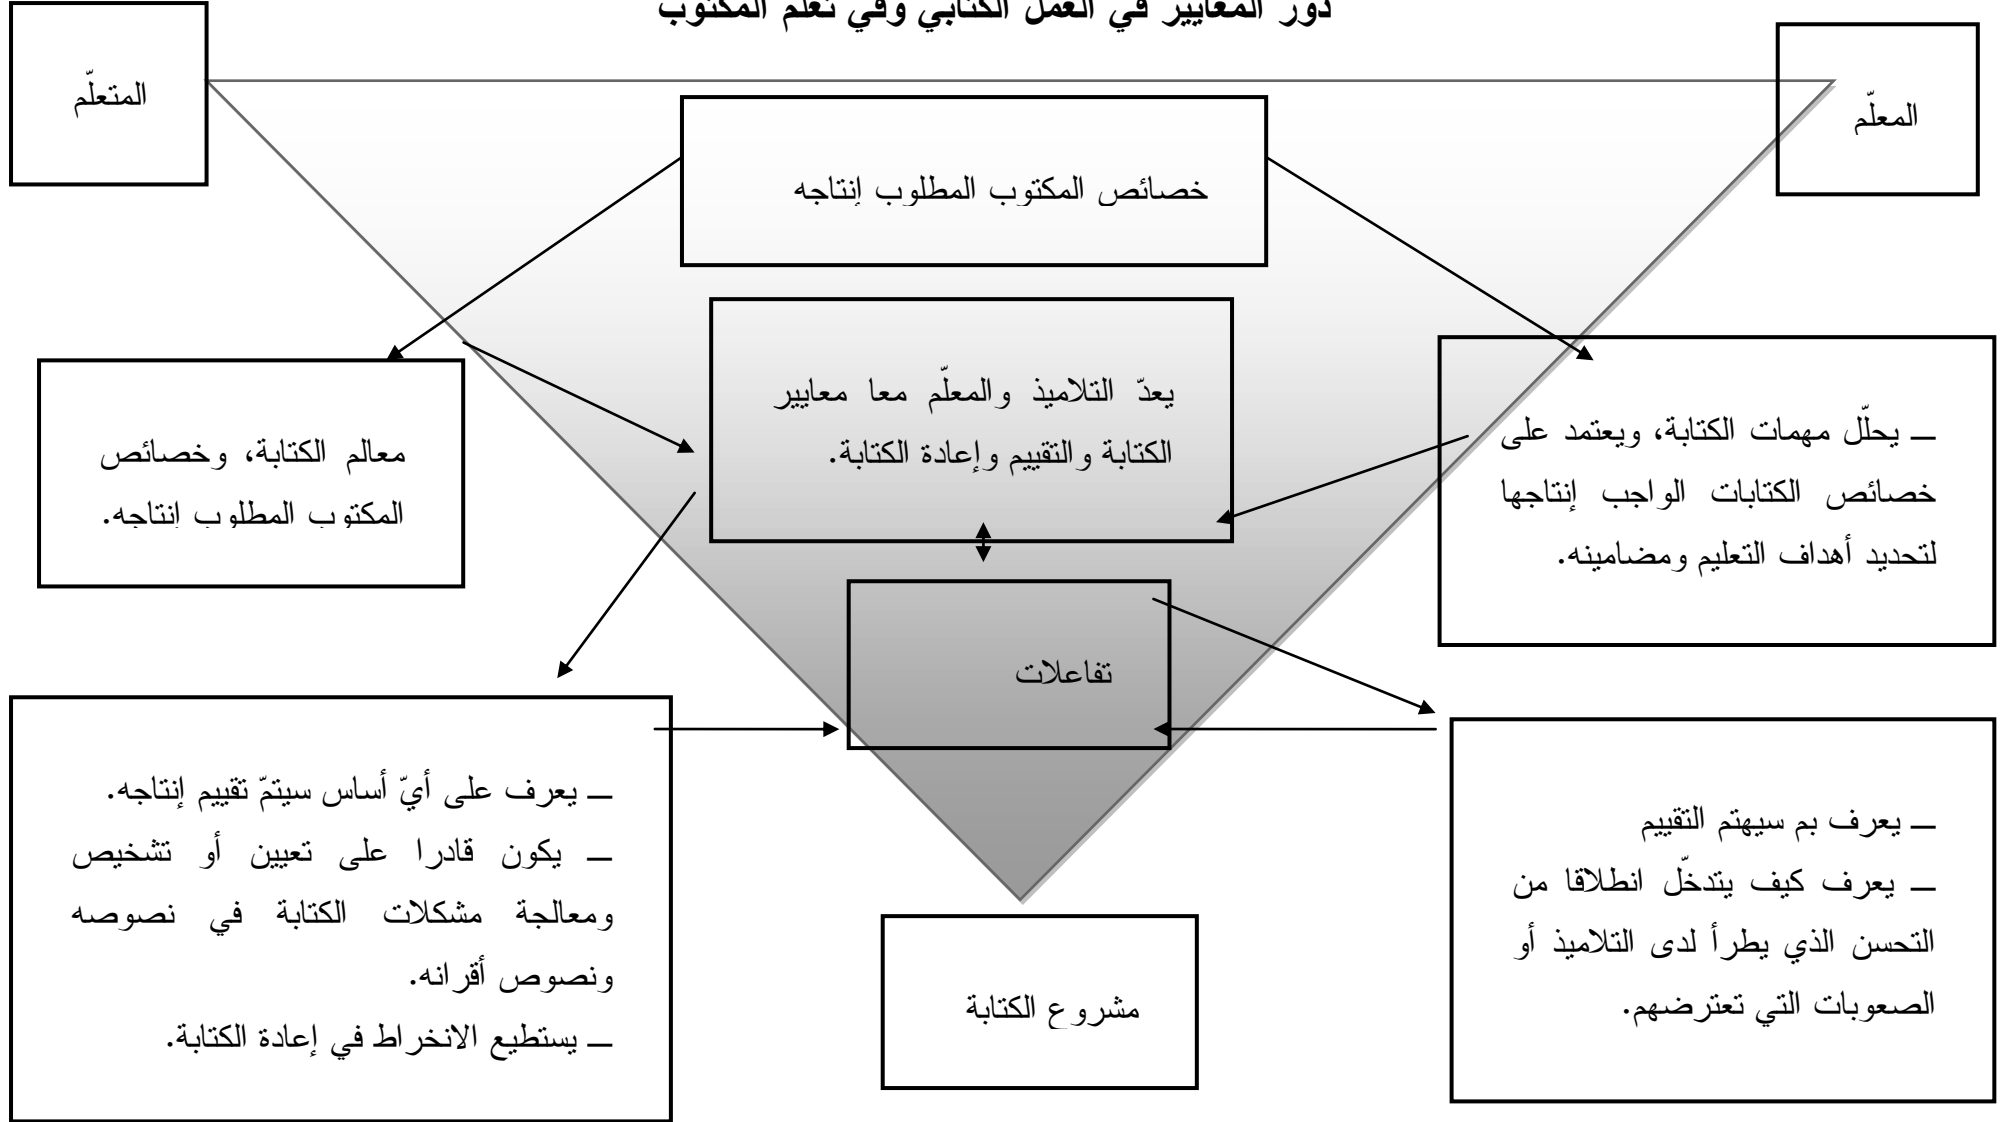 دور المعايير في العمل الكتابي وفي تعلم المكتوب
المعلّم
المتعلّم
خصائص المكتوب المطلوب إنتاجه
يعدّ التلاميذ والمعلّم معا معايير
الكتابة والتقييم وإعادة الكتابة.
ــ يحلّل مهمات الكتابة، ويعتمد على
خصائص الكتابات الواجب إنتاجها
لتحديد أهداف التعليم ومضامينه.
معالم الكتابة، وخصائص
المكتوب المطلوب إنتاجه.
تفاعلات
ــ يعرف بم سيهتم التقييم
ــ يعرف كيف يتدخّل انطلاقا من
التحسن الذي يطرأ لدى التلاميذ أو
الصعوبات التي تعترضهم.
ــ يعرف على أيّ أساس سيتمّ تقييم إنتاجه.
ــ يكون قادرا على تعيين أو تشخيص
ومعالجة مشكلات الكتابة في نصوصه
ونصوص أقرانه.
ــ يستطيع الانخراط في إعادة الكتابة.
مشروع الكتابة